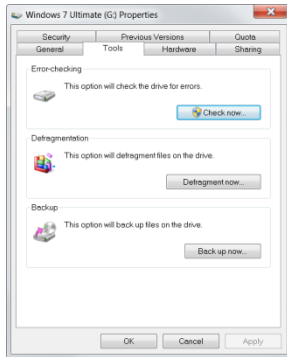 Windows 7 Ultimate (G:) Properties
Security Previous Versions Quota
General Tools Hardware Sharing
Error-checking
This option will check the drive for errors.
Check now...
Defragmentation
This option will defragment files on the drive.
Defragment now...
Backup
This option will back up files on the drive.
Back up now...
OK Cancel Apply